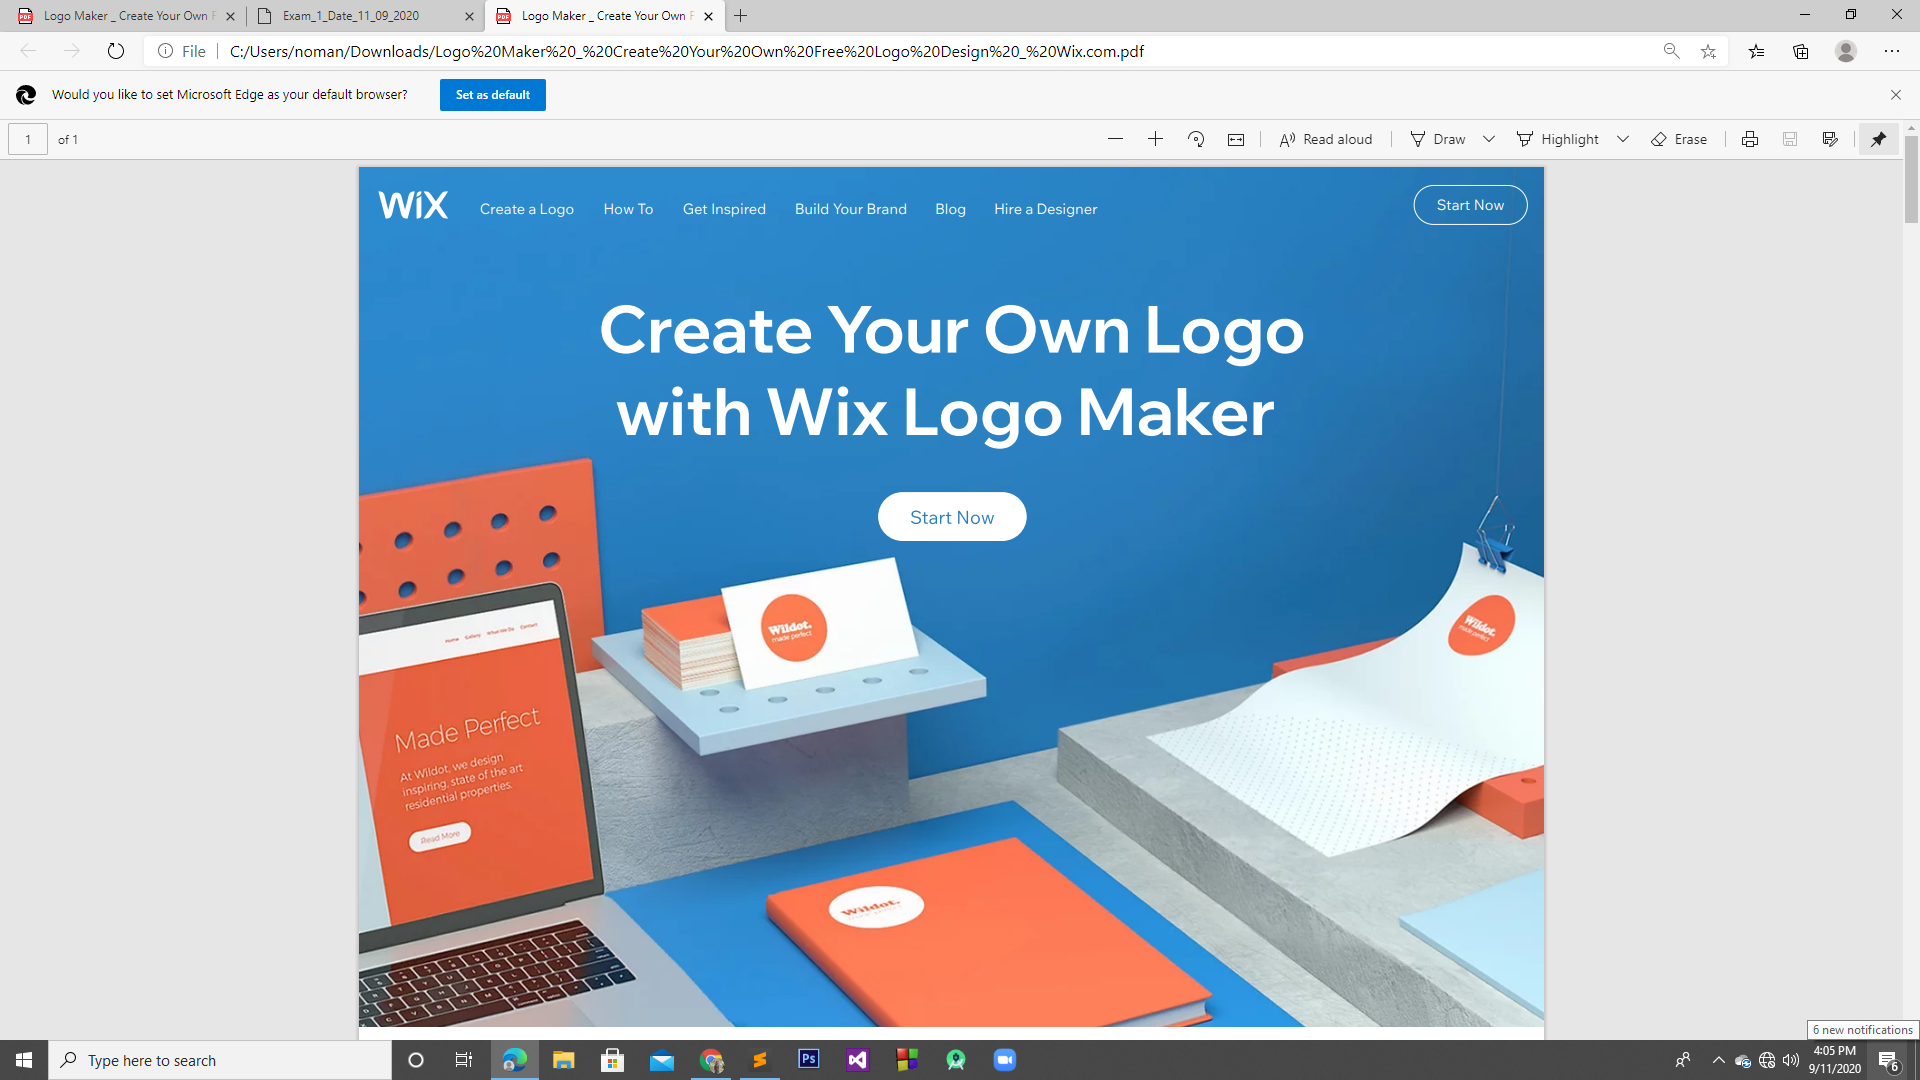 Logo Maker _ Create Your Own F
Exam_1_Date_11_09_2020
Logo Maker _ Create Your Own F
File
C:/Users/noman/Downloads/Logo%20Maker%20_%20Create%20Your%20Own%20Free%20Logo%20Design%20_%20Wix.com.pdf
Would you like to set Microsoft Edge as your default browser?
Set as default
1 of 1
Read aloud
Draw
Highlight
Erase
WiX
Create a Logo
How To
Get Inspired
Build Your Brand
Blog
Hire a Designer
Start Now
Create Your Own Logo
with Wix Logo Maker
Start Now
Wildot.
made perfect
Wildot.
made perfect
Home Gallery What We Do Contact
Made Perfect
At Wildot, we design
inspiring, state of the art
residential properties.
Read More
Wildot.
6 new notifications
Type here to search
Ps
4:05 PM
9/11/2020
6